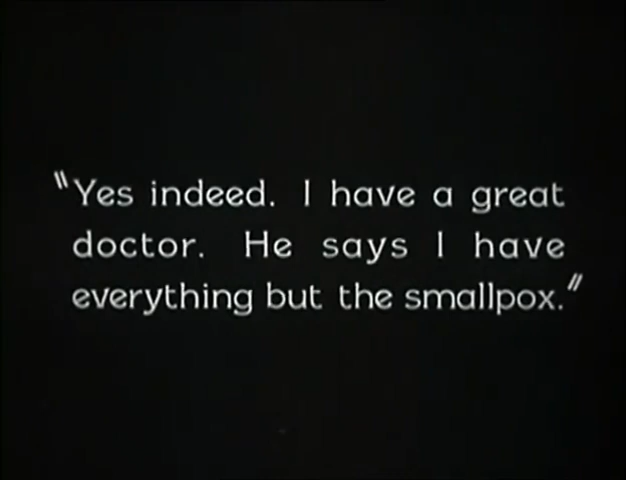 "Yes indeed. I have a great
doctor. He says I have
everything but the smallpox."